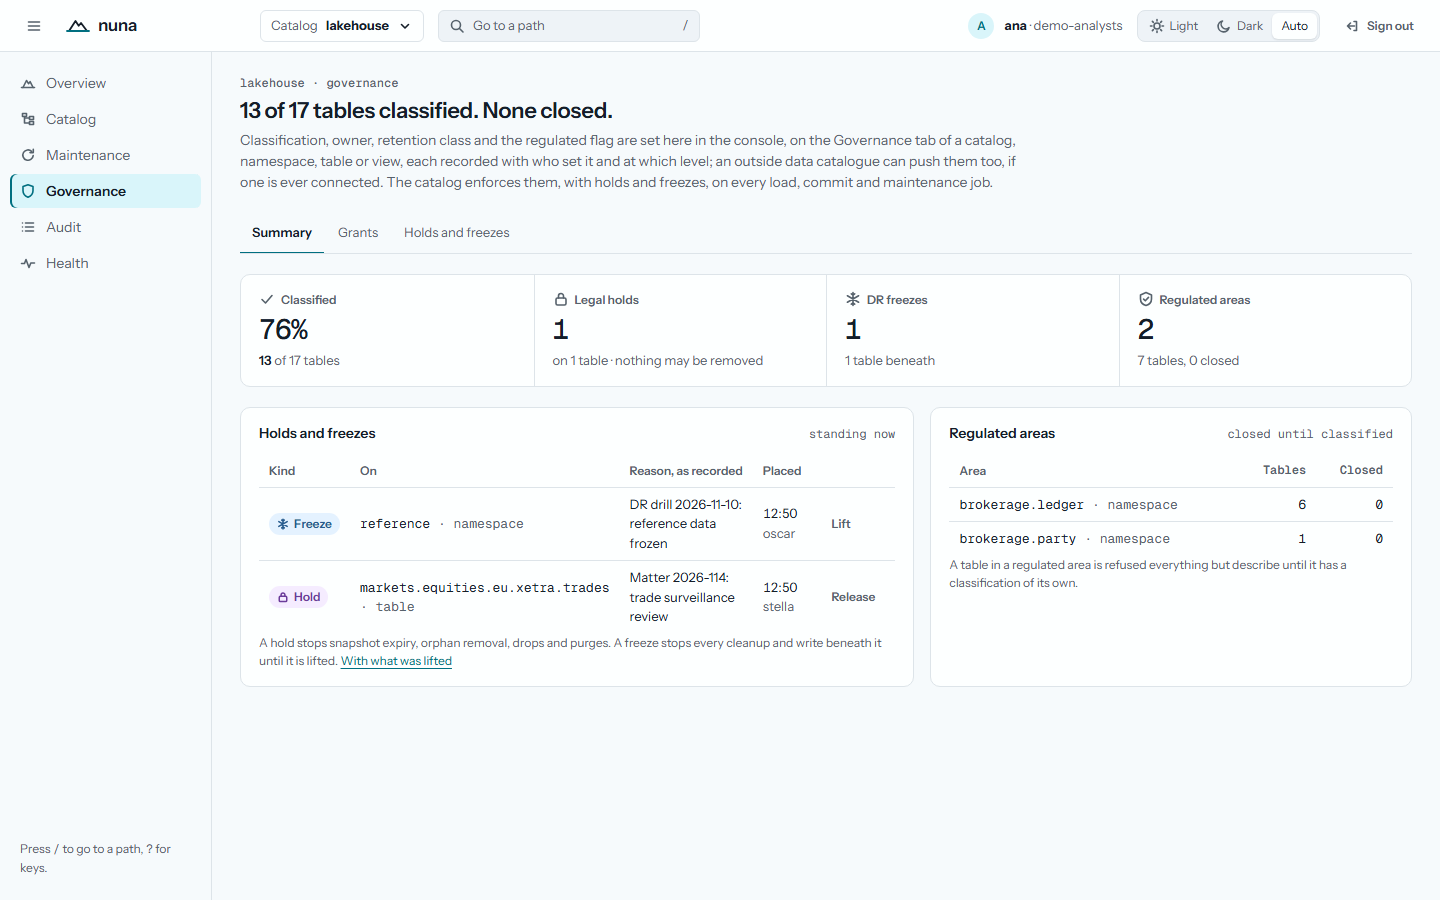 nuna
Catalog lakehouse
Go to a path /
A ana · demo-analysts
Light Dark Auto
Sign out
Overview
Catalog
Maintenance
Governance
Audit
Health
Press / to go to a path, ? for
keys.
lakehouse · governance
13 of 17 tables classified. None closed.
Classification, owner, retention class and the regulated flag are set here in the console, on the Governance tab of a catalog,
namespace, table or view, each recorded with who set it and at which level; an outside data catalogue can push them too, if
one is ever connected. The catalog enforces them, with holds and freezes, on every load, commit and maintenance job.
Summary Grants Holds and freezes
Classified
76%
13 of 17 tables
Legal holds
1
on 1 table · nothing may be removed
DR freezes
1
1 table beneath
Regulated areas
2
7 tables, 0 closed
Holds and freezes standing now
Kind On Reason, as recorded Placed
Freeze reference · namespace DR drill 2026-11-10: 12:50 Lift
reference data oscar
frozen
Hold markets.equities.eu.xetra.trades Matter 2026-114: 12:50 Release
· table trade surveillance stella
review
A hold stops snapshot expiry, orphan removal, drops and purges. A freeze stops every cleanup and write beneath it
until it is lifted. With what was lifted
Regulated areas closed until classified
Area Tables Closed
brokerage.ledger · namespace 6 0
brokerage.party · namespace 1 0
A table in a regulated area is refused everything but describe until it has a
classification of its own.